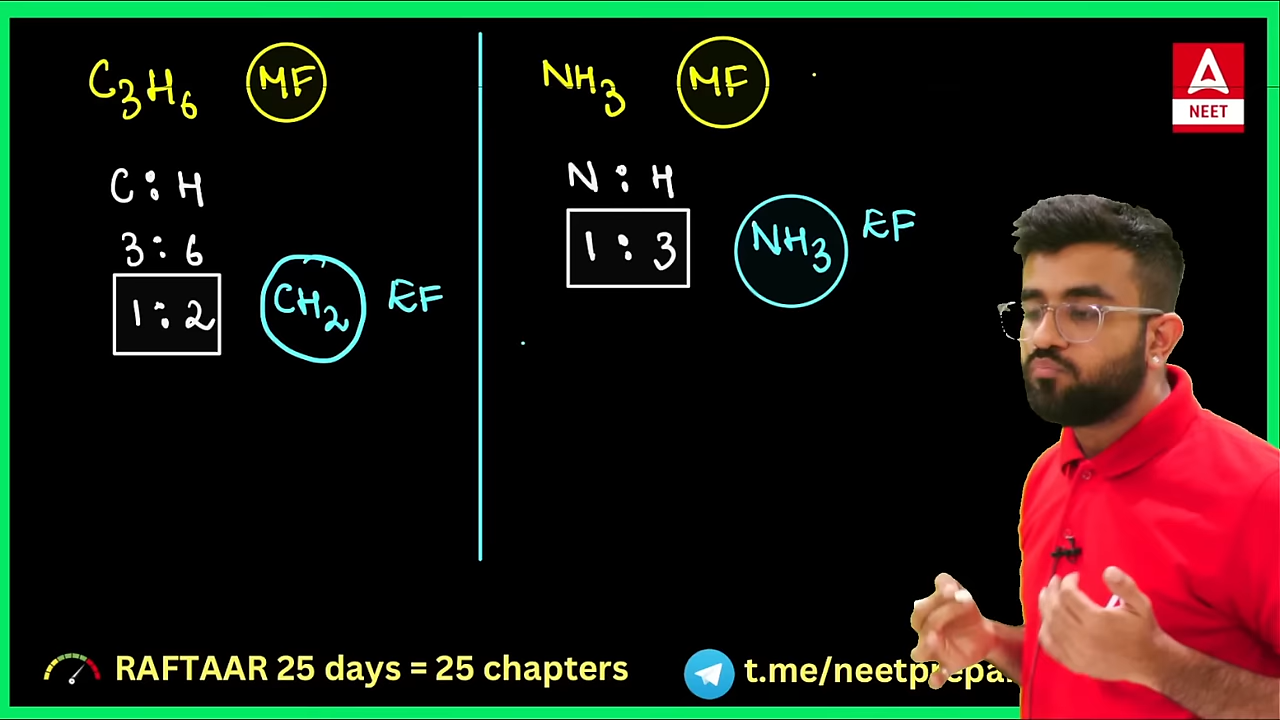 C3H6 MF
C : H
3 : 6
1 : 2
CH2 EF
NH3 MF
N : H
1 : 3
NH3 EF
NEET
RAFTAAR 25 days = 25 chapters
t.me/neetprepar